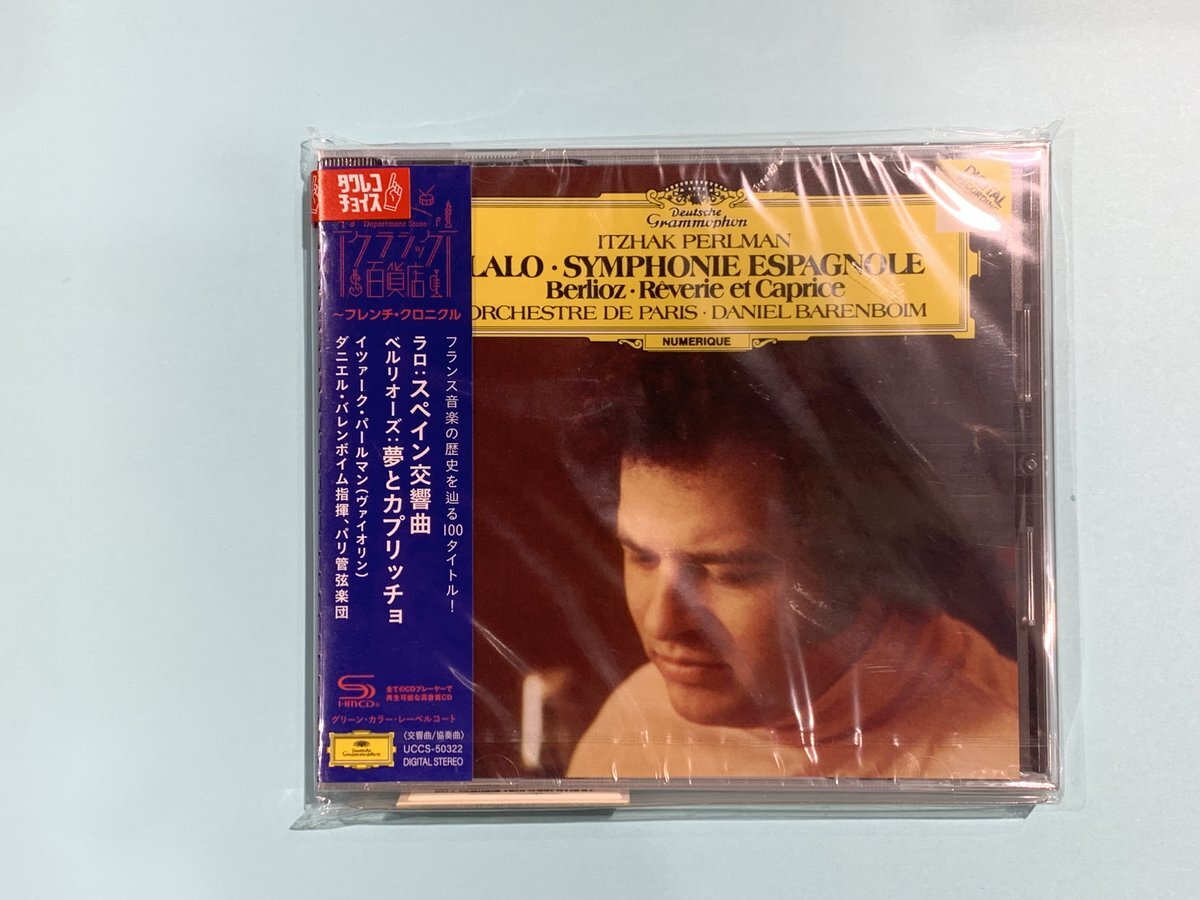 タワレコ
チョイス
Department Store
クラシック
百貨店
～フレンチ・クロニクル
フランス音楽の歴史を辿る100タイトル！
ラロ：スペイン交響曲
ベルリオーズ：夢とカプリッチョ
イツァーク・パールマン（ヴァイオリン）
ダニエル・バレンボイム指揮、パリ管弦楽団
SHMCD
全てのCDプレーヤーで
再生可能な高音質CD
グリーン・カラー・レーベルコート
Deutsche
Grammophon
〈交響曲/協奏曲〉
UCCS-50322
DIGITAL STEREO
Deutsche
Grammophon
ITZHAK PERLMAN
LALO · SYMPHONIE ESPAGNOLE
Berlioz · Rêverie et Caprice
ORCHESTRE DE PARIS · DANIEL BARENBOIM
NUMERIQUE
DIGITAL
RECORDING